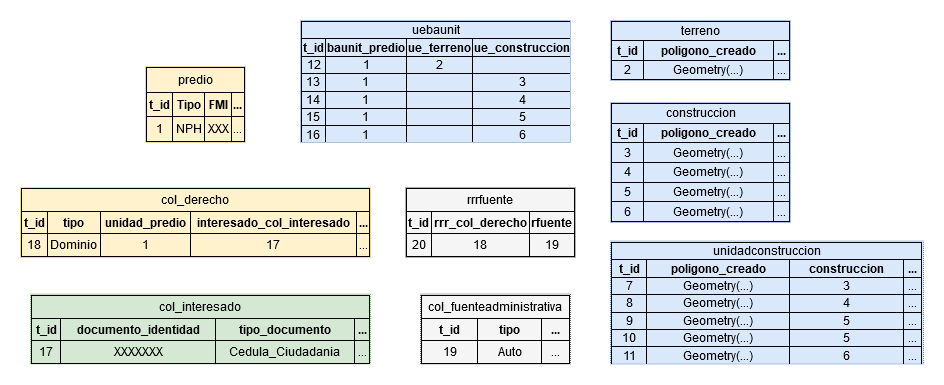 predio
t_id Tipo FMI ...
1 NPH XXX ...
uebaunit
t_id baunit_predio ue_terreno ue_construccion
12 1 2
13 1 3
14 1 4
15 1 5
16 1 6
terreno
t_id poligono_creado ...
2 Geometry(...) ...
construccion
t_id poligono_creado ...
3 Geometry(...) ...
4 Geometry(...) ...
5 Geometry(...) ...
6 Geometry(...) ...
col_derecho
t_id tipo unidad_predio interesado_col_interesado ...
18 Dominio 1 17 ...
rrrfuente
t_id rrr_col_derecho rfuente
20 18 19
unidadconstruccion
t_id poligono_creado construccion ...
7 Geometry(...) 3 ...
8 Geometry(...) 4 ...
9 Geometry(...) 5 ...
10 Geometry(...) 5 ...
11 Geometry(...) 6 ...
col_interesado
t_id documento_identidad tipo_documento ...
17 XXXXXXX Cedula_Ciudadania ...
col_fuenteadministrativa
t_id tipo ...
19 Auto ...